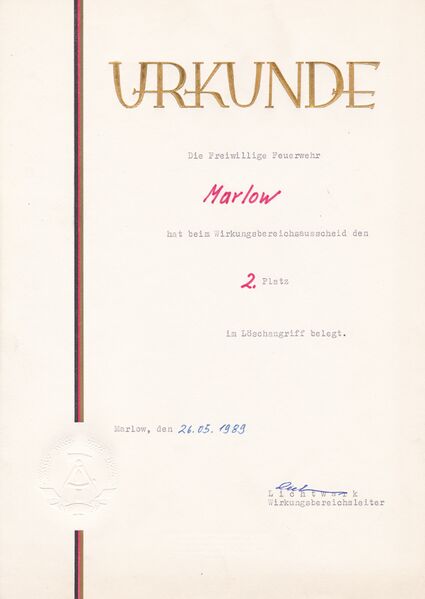 URKUNDE
Die Freiwillige Feuerwehr
Marlow
hat beim Wirkungsbereichsausscheid den
2. Platz
im Löschangriff belegt.
Marlow, den 26.05.1989
Lichtwark
Wirkungsbereichsleiter